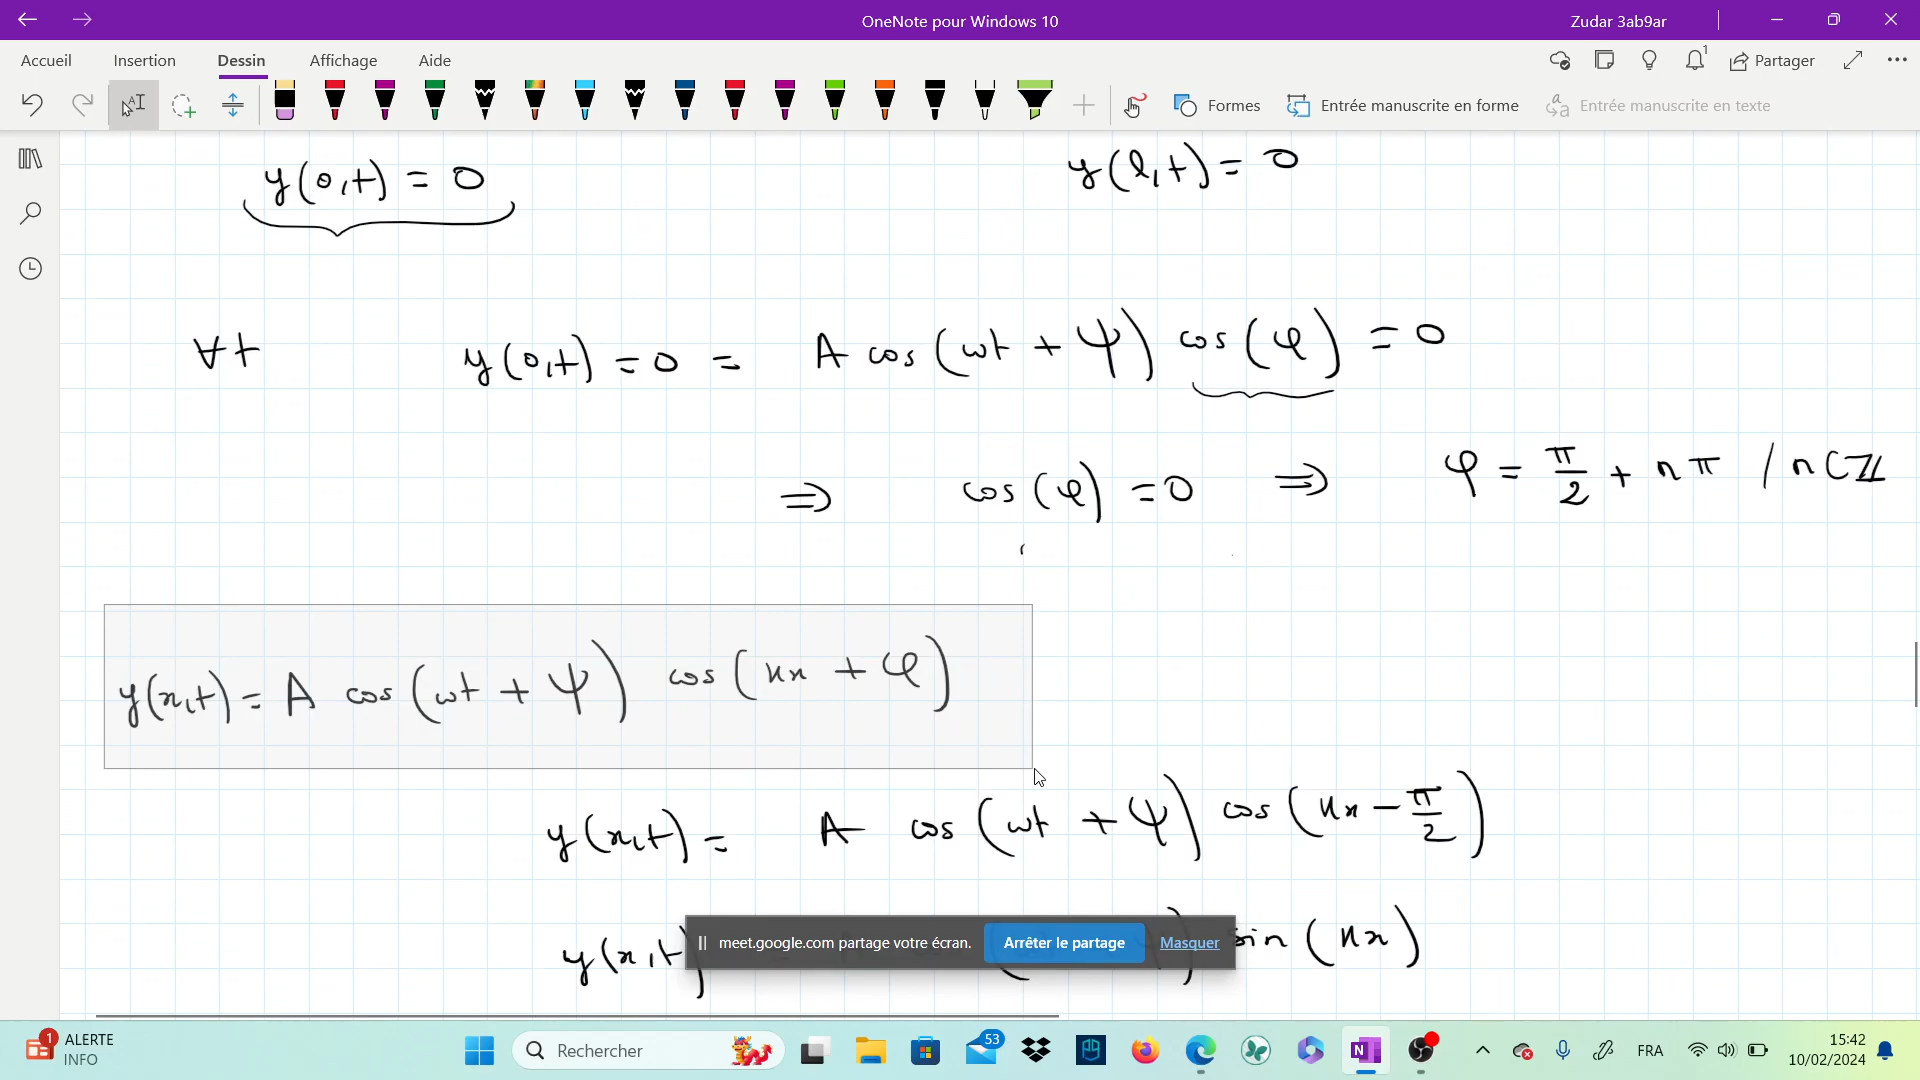 OneNote pour Windows 10
Zudar 3ab9ar
Accueil Insertion Dessin Affichage Aide
1
Partager
Formes Entrée manuscrite en forme Entrée manuscrite en texte
y(0,t) = 0 y(l,t) = 0
∀t y(0,t) = 0 = A cos(ωt + Ψ) cos(φ) = 0
⇒ cos(φ) = 0 ⇒ φ = π/2 + nπ / n ∈ ℤ
y(x,t) = A cos(ωt + Ψ) cos(kx + φ)
y(x,t) = A cos(ωt + Ψ) cos(kx − π/2)
y(x,t) sin(kx)
meet.google.com partage votre écran. Arrêter le partage Masquer
1
ALERTE
INFO
Rechercher
53
FRA
15:42
10/02/2024